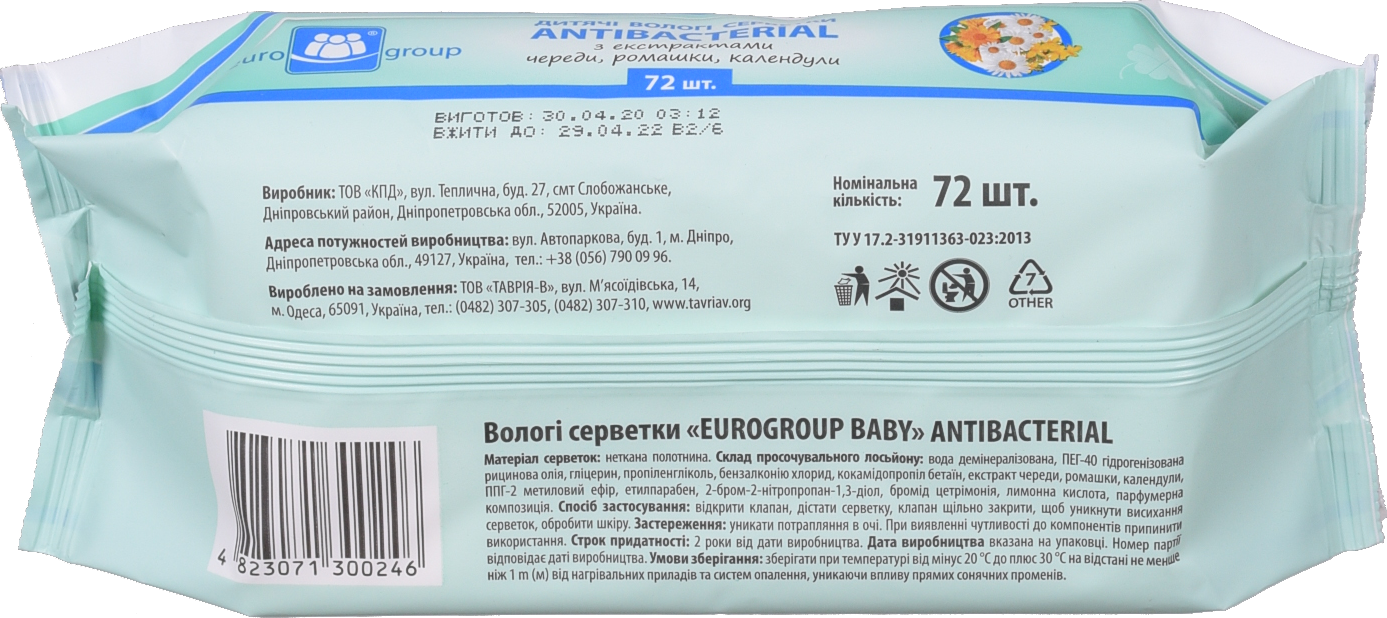 ДИТЯЧІ ВОЛОГІ СЕРВЕТКИ
ANTIBACTERIAL
з екстрактами
череди, ромашки, календули
euro group
72 шт.
ВИГОТОВ: 30.04.20 03:12
ВЖИТИ ДО: 29.04.22 В2/6
Виробник: ТОВ «КПД», вул. Теплична, буд. 27, смт Слобожанське,
Дніпровський район, Дніпропетровська обл., 52005, Україна.
Адреса потужностей виробництва: вул. Автопаркова, буд. 1, м. Дніпро,
Дніпропетровська обл., 49127, Україна, тел.: +38 (056) 790 09 96.
Вироблено на замовлення: ТОВ «ТАВРІЯ-В», вул. М’ясоїдівська, 14,
м. Одеса, 65091, Україна, тел.: (0482) 307-305, (0482) 307-310, www.tavriav.org
Номінальна
кількість: 72 шт.
ТУ У 17.2-31911363-023:2013
7
OTHER
Вологі серветки «EUROGROUP BABY» ANTIBACTERIAL
Матеріал серветок: неткана полотнина. Склад просочувального лосьйону: вода демінералізована, ПЕГ-40 гідрогенізована
рицинова олія, гліцерин, пропіленгліколь, бензалконію хлорид, кокамідопропіл бетаїн, екстракт череди, ромашки, календули,
ППГ-2 метиловий ефір, етилпарабен, 2-бром-2-нітропропан-1,3-діол, бромід цетрімонія, лимонна кислота, парфумерна
композиція. Спосіб застосування: відкрити клапан, дістати серветку, клапан щільно закрити, щоб уникнути висихання
серветок, обробити шкіру. Застереження: уникати потрапляння в очі. При виявленні чутливості до компонентів припинити
використання. Строк придатності: 2 роки від дати виробництва. Дата виробництва вказана на упаковці. Номер партії
відповідає даті виробництва. Умови зберігання: зберігати при температурі від мінус 20 °С до плюс 30 °С на відстані не менше
ніж 1 m (м) від нагрівальних приладів та систем опалення, уникаючи впливу прямих сонячних променів.
4 823071 300246